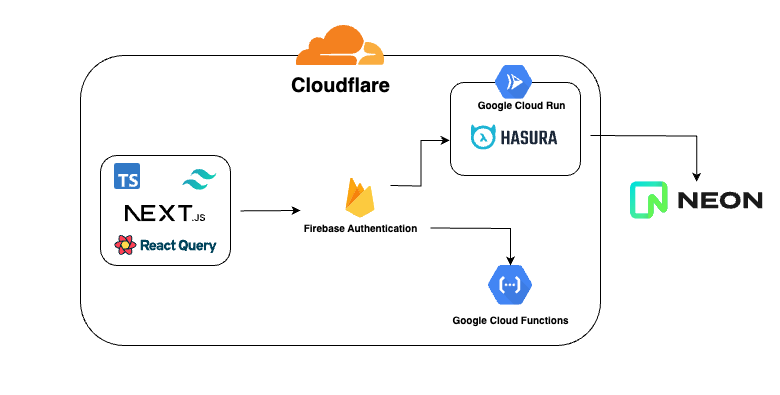 Cloudflare
Google Cloud Run
HASURA
TS
NEXT.JS
React Query
Firebase Authentication
NEON
Google Cloud Functions